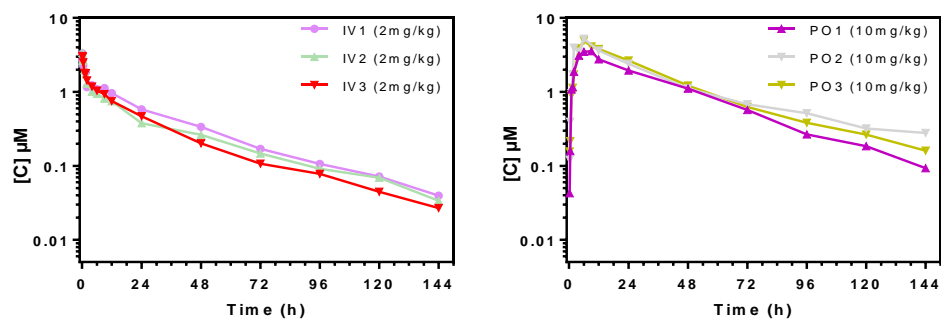 10
1
0.1
0.01
[C] µM
IV1 (2mg/kg)
IV2 (2mg/kg)
IV3 (2mg/kg)
0 24 48 72 96 120 144
Time (h)
10
1
0.1
0.01
[C] µM
PO1 (10mg/kg)
PO2 (10mg/kg)
PO3 (10mg/kg)
0 24 48 72 96 120 144
Time (h)